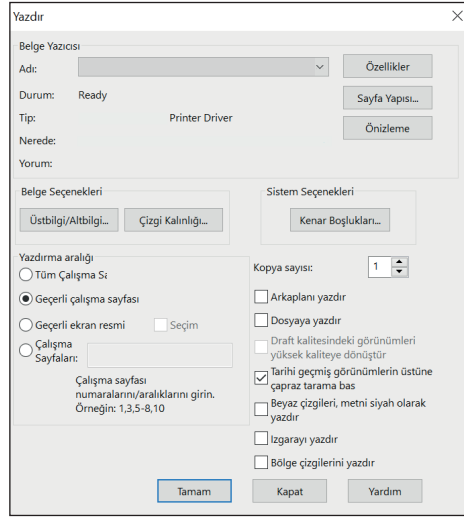 Yazdır
Belge Yazıcısı
Adı:
Özellikler
Durum: Ready
Sayfa Yapısı...
Tip: Printer Driver
Önizleme
Nerede:
Yorum:
Belge Seçenekleri
Üstbilgi/Altbilgi...
Çizgi Kalınlığı...
Sistem Seçenekleri
Kenar Boşlukları...
Yazdırma aralığı
Tüm Çalışma Sa
Geçerli çalışma sayfası
Geçerli ekran resmi
Seçim
Çalışma
Sayfaları:
Çalışma sayfası
numaralarını/aralıklarını girin.
Örneğin: 1,3,5-8,10
Kopya sayısı: 1
Arkaplanı yazdır
Dosyaya yazdır
Draft kalitesindeki görünümleri
yüksek kaliteye dönüştür
Tarihi geçmiş görünümlerin üstüne
çapraz tarama bas
Beyaz çizgileri, metni siyah olarak
yazdır
Izgarayı yazdır
Bölge çizgilerini yazdır
Tamam
Kapat
Yardım